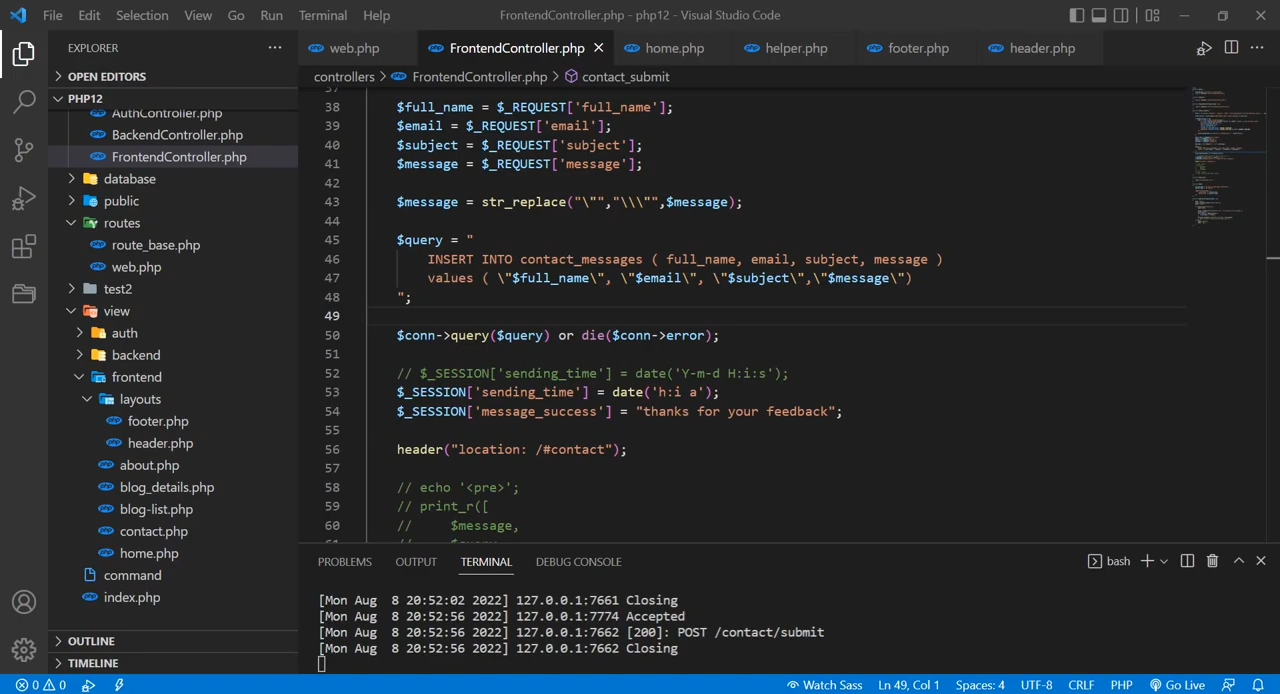 File Edit Selection View Go Run Terminal Help
FrontendController.php - php12 - Visual Studio Code
EXPLORER
OPEN EDITORS
PHP12
AuthController.php
BackendController.php
FrontendController.php
database
public
routes
route_base.php
web.php
test2
view
auth
backend
frontend
layouts
footer.php
header.php
about.php
blog_details.php
blog-list.php
contact.php
home.php
command
index.php
OUTLINE
TIMELINE
web.php FrontendController.php home.php helper.php footer.php header.php
controllers > FrontendController.php > contact_submit
37
38 $full_name = $_REQUEST['full_name'];
39 $email = $_REQUEST['email'];
40 $subject = $_REQUEST['subject'];
41 $message = $_REQUEST['message'];
42
43 $message = str_replace("\"","\\\"",$message);
44
45 $query = "
46 INSERT INTO contact_messages ( full_name, email, subject, message )
47 values ( \"$full_name\", \"$email\", \"$subject\",\"$message\")
48 ";
49
50 $conn->query($query) or die($conn->error);
51
52 // $_SESSION['sending_time'] = date('Y-m-d H:i:s');
53 $_SESSION['sending_time'] = date('h:i a');
54 $_SESSION['message_success'] = "thanks for your feedback";
55
56 header("location: /#contact");
57
58 // echo '<pre>';
59 // print_r([
60 // $message,
PROBLEMS OUTPUT TERMINAL DEBUG CONSOLE
bash
[Mon Aug 8 20:52:02 2022] 127.0.0.1:7661 Closing
[Mon Aug 8 20:52:56 2022] 127.0.0.1:7774 Accepted
[Mon Aug 8 20:52:56 2022] 127.0.0.1:7662 [200]: POST /contact/submit
[Mon Aug 8 20:52:56 2022] 127.0.0.1:7662 Closing
0 0
Watch Sass Ln 49, Col 1 Spaces: 4 UTF-8 CRLF PHP Go Live